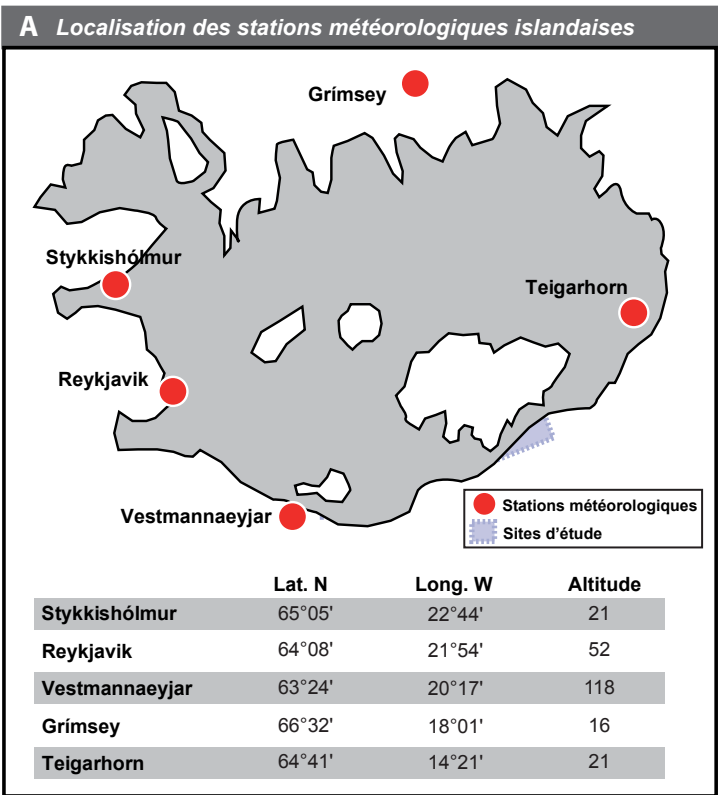 A Localisation des stations météorologiques islandaises
Grímsey
Stykkishólmur
Teigarhorn
Reykjavik
Vestmannaeyjar
Stations météorologiques
Sites d'étude
Lat. N Long. W Altitude
Stykkishólmur 65°05' 22°44' 21
Reykjavik 64°08' 21°54' 52
Vestmannaeyjar 63°24' 20°17' 118
Grímsey 66°32' 18°01' 16
Teigarhorn 64°41' 14°21' 21